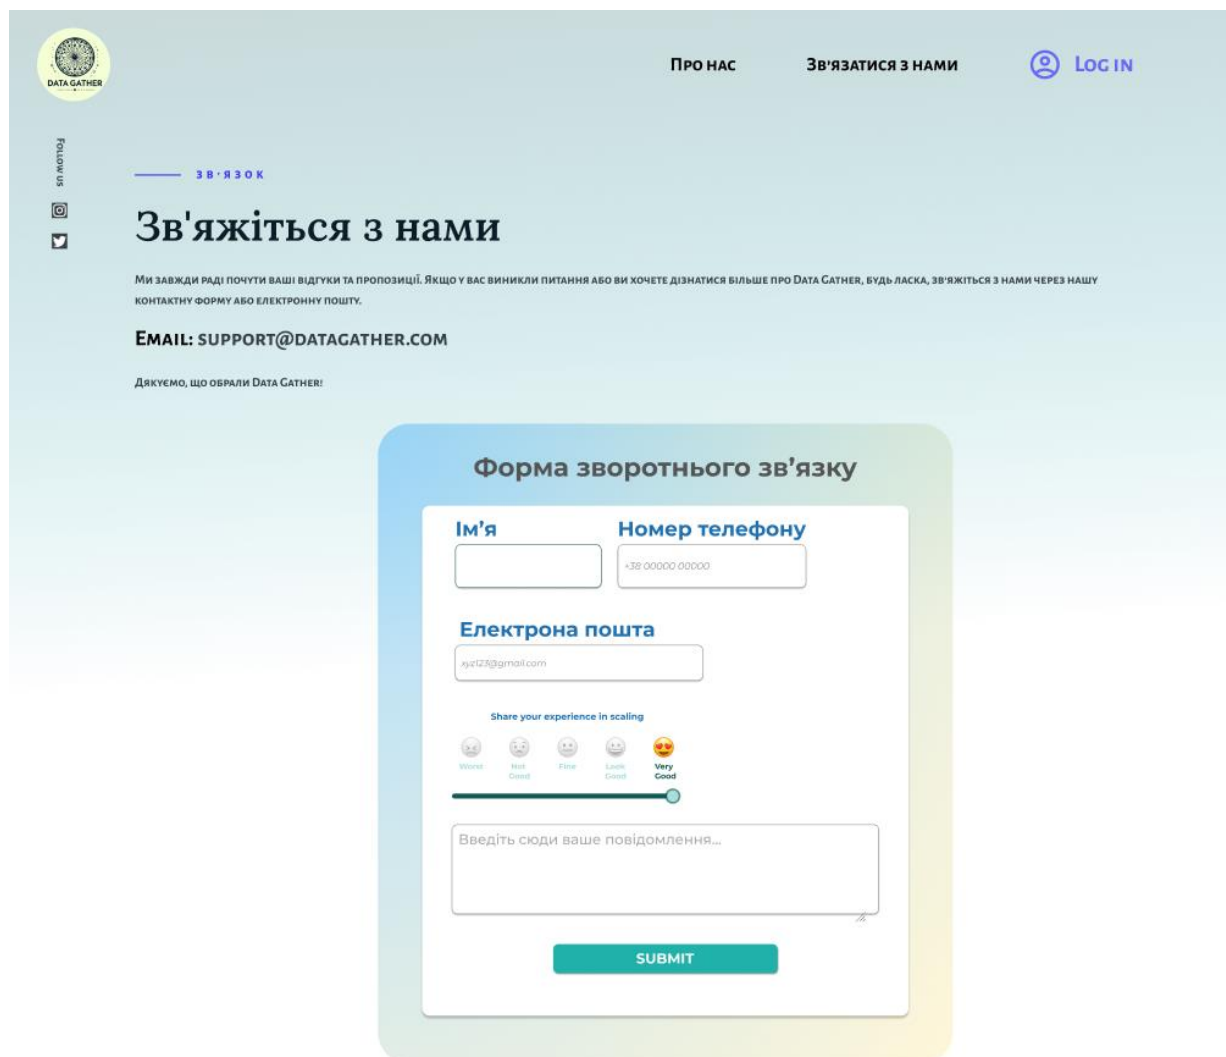 DATA GATHER
Про нас
Зв'язатися з нами
Log in
Follow us
зв'язок
Зв'яжіться з нами
Ми завжди раді почути ваші відгуки та пропозиції. Якщо у вас виникли питання або ви хочете дізнатися більше про Data Gather, будь ласка, зв'яжіться з нами через нашу
контактну форму або електронну пошту.
Email: support@datagather.com
Дякуємо, що обрали Data Gather!
Форма зворотнього зв’язку
Ім’я
Номер телефону
+38 00000 00000
Електрона пошта
xyz123@gmail.com
Share your experience in scaling
Worst
Not
Good
Fine
Look
Good
Very
Good
Введіть сюди ваше повідомлення...
SUBMIT